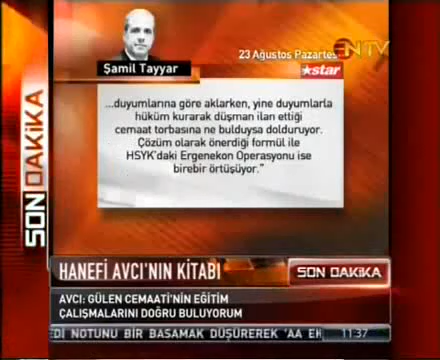 Şamil Tayyar
23 Ağustos Pazartes
NTV
star
...duyumlarına göre aklarken, yine duyumlarla
hüküm kurarak düşman ilan ettiği
cemaat torbasına ne bulduysa dolduruyor.
Çözüm olarak önerdiği formül ile
HSYK'daki Ergenekon Operasyonu ise
birebir örtüşüyor."
SON DAKİKA
HANEFİ AVCI'NIN KİTABI
SON DAKİKA
AVCI: GÜLEN CEMAATİ'NİN EĞİTİM
ÇALIŞMALARINI DOĞRU BULUYORUM
EDİ NOTUNU BİR BASAMAK DÜŞÜREREK 'AA EK
11:37